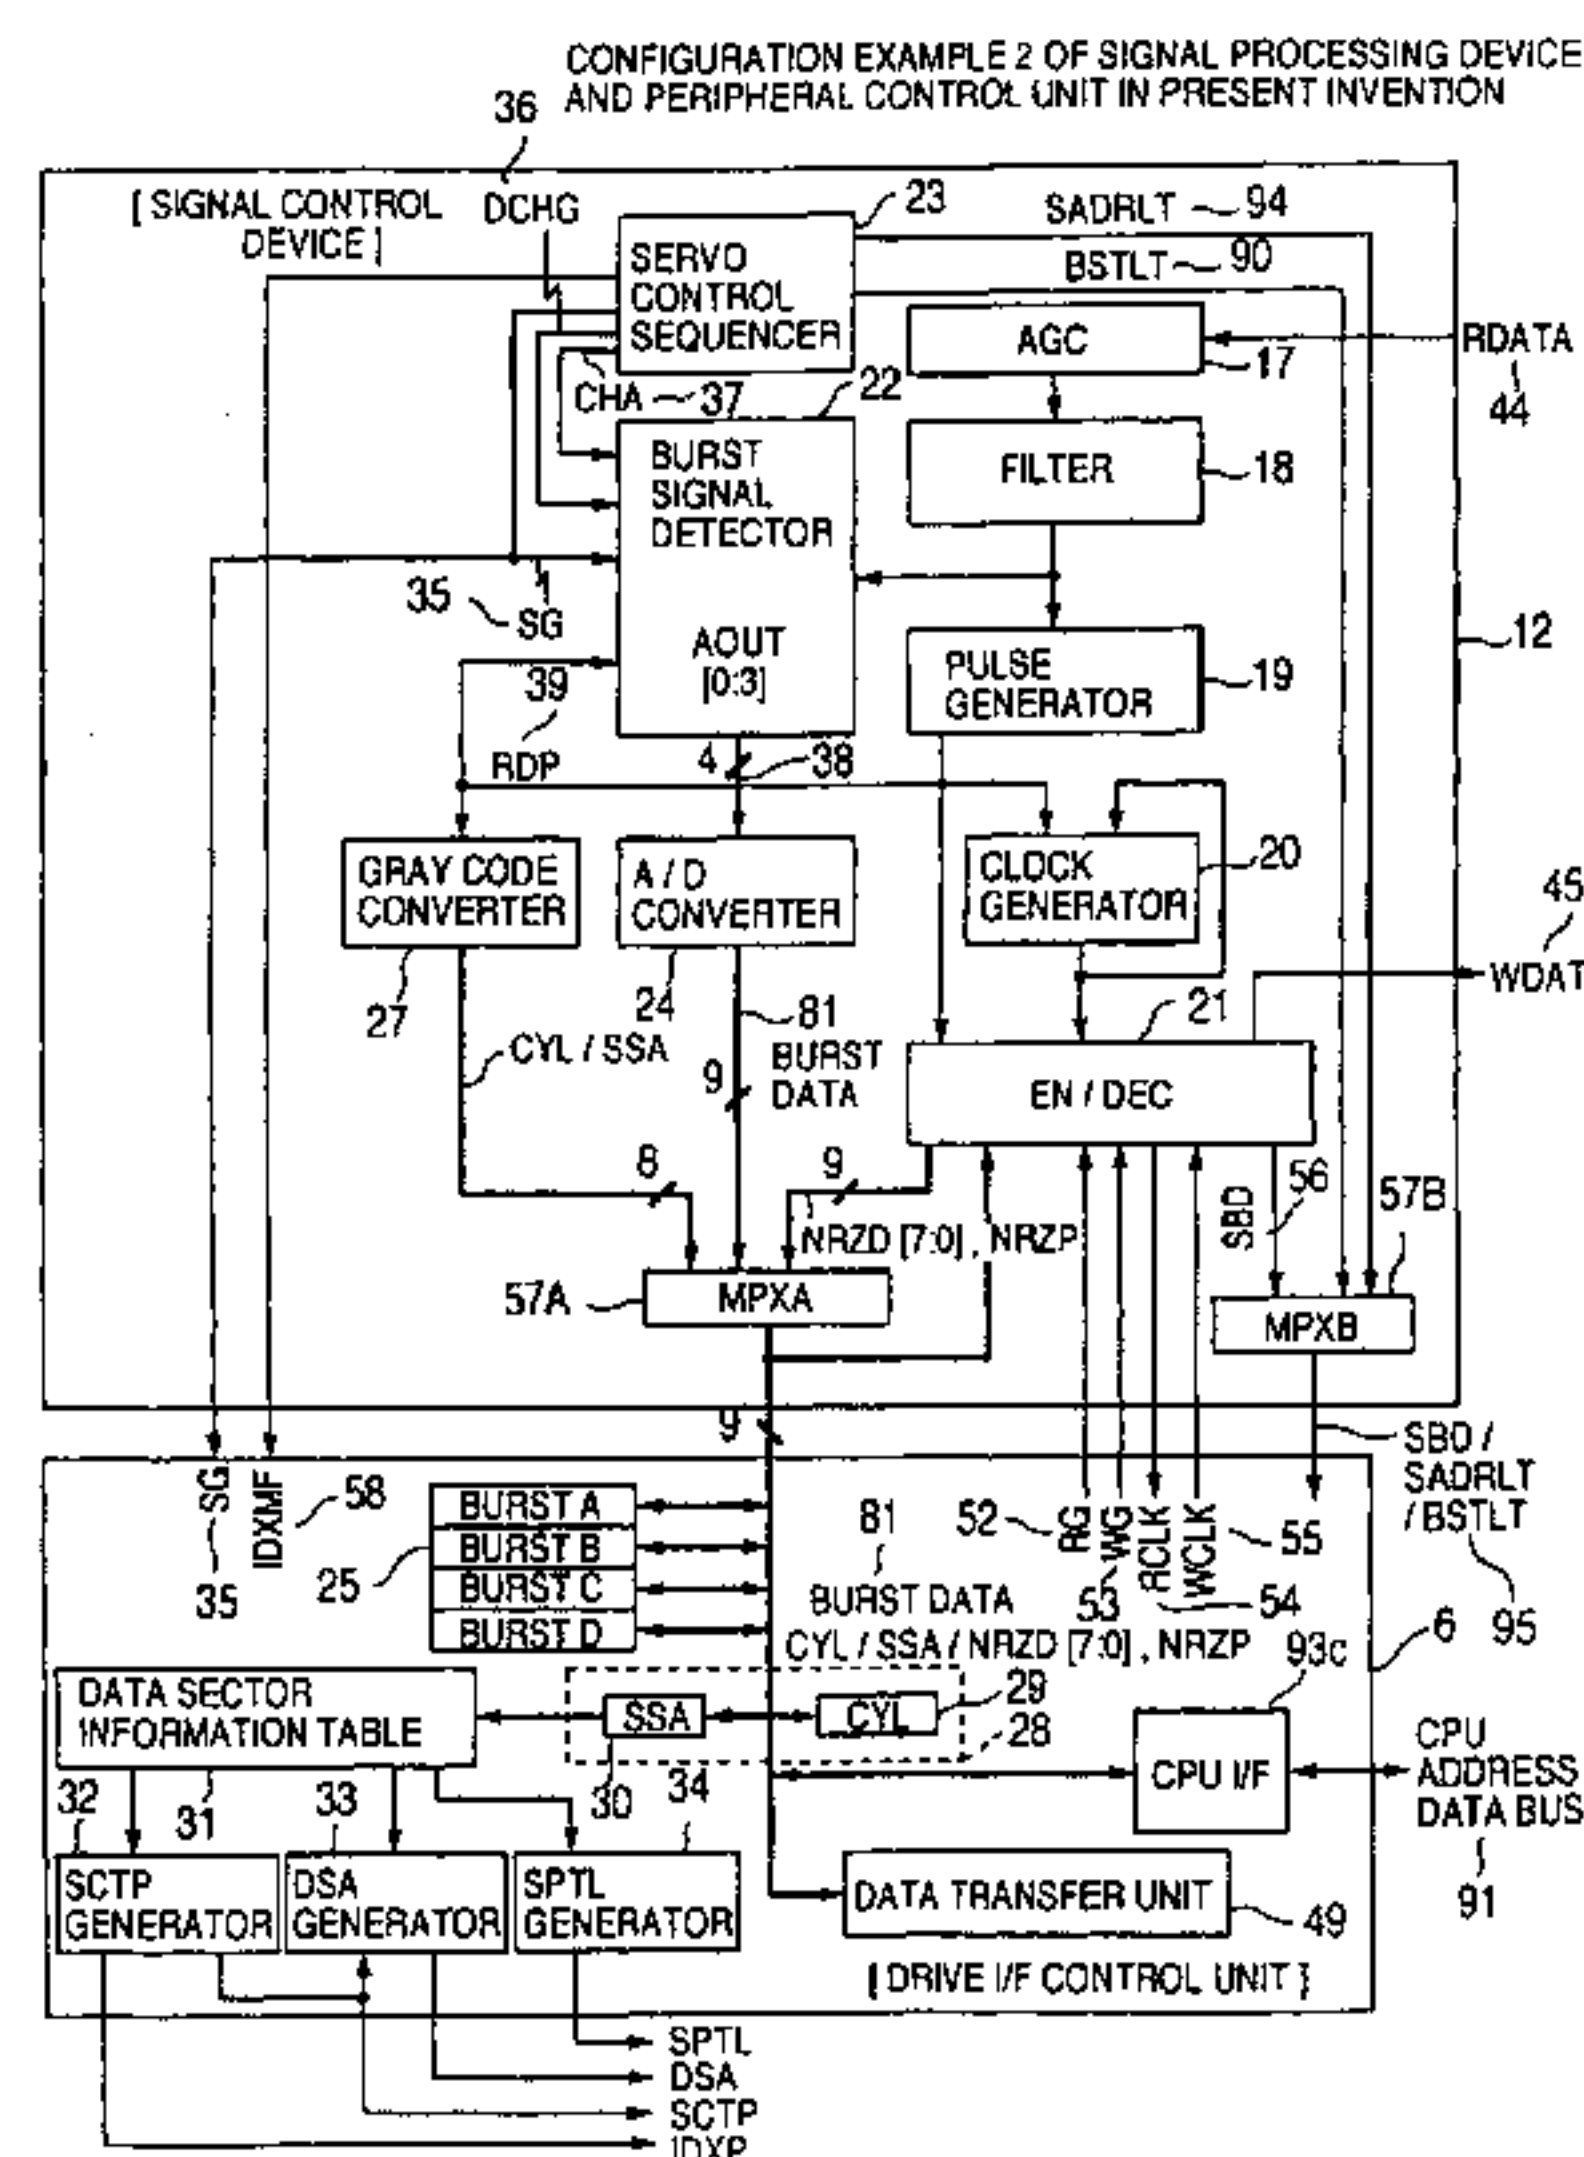 CONFIGURATION EXAMPLE 2 OF SIGNAL PROCESSING DEVICE
AND PERIPHERAL CONTROL UNIT IN PRESENT INVENTION
36
[ SIGNAL CONTROL
DEVICE ]
DCHG
23
SADRLT 94
BSTLT 90
SERVO
CONTROL
SEQUENCER
AGC
17
RDATA
44
CHA 37
22
BURST
SIGNAL
DETECTOR
FILTER
18
35
SG
AOUT
[0:3]
12
39
PULSE
GENERATOR
19
RDP
4
38
GRAY CODE
CONVERTER
A / D
CONVERTER
CLOCK
GENERATOR
20
45
WDAT
27
24
21
81
CYL / SSA
9
BURST
DATA
EN / DEC
8
9
SBD
56
57B
NRZD [7:0] , NRZP
57A
MPXA
MPXB
9
SBD /
SADRLT
/ BSTLT
95
SG
35
IDXMF
58
BURST A
BURST B
BURST C
BURST D
25
81
BURST DATA
CYL / SSA / NRZD [7:0] , NRZP
52
RG
WG
53
RCLK
54
WCLK
55
6
93c
DATA SECTOR
INFORMATION TABLE
SSA
CYL
29
28
CPU I/F
CPU
ADDRESS
DATA BUS
91
32
31
33
30
34
SCTP
GENERATOR
DSA
GENERATOR
SPTL
GENERATOR
DATA TRANSFER UNIT
49
[ DRIVE I/F CONTROL UNIT ]
SPTL
DSA
SCTP
IDXP